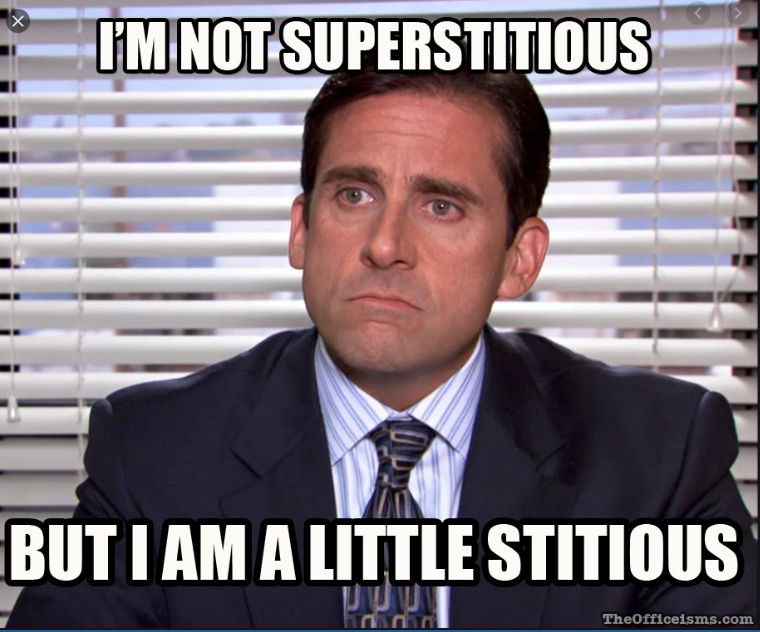 I'M NOT SUPERSTITIOUS
BUT I AM A LITTLE STITIOUS
TheOfficeisms.com